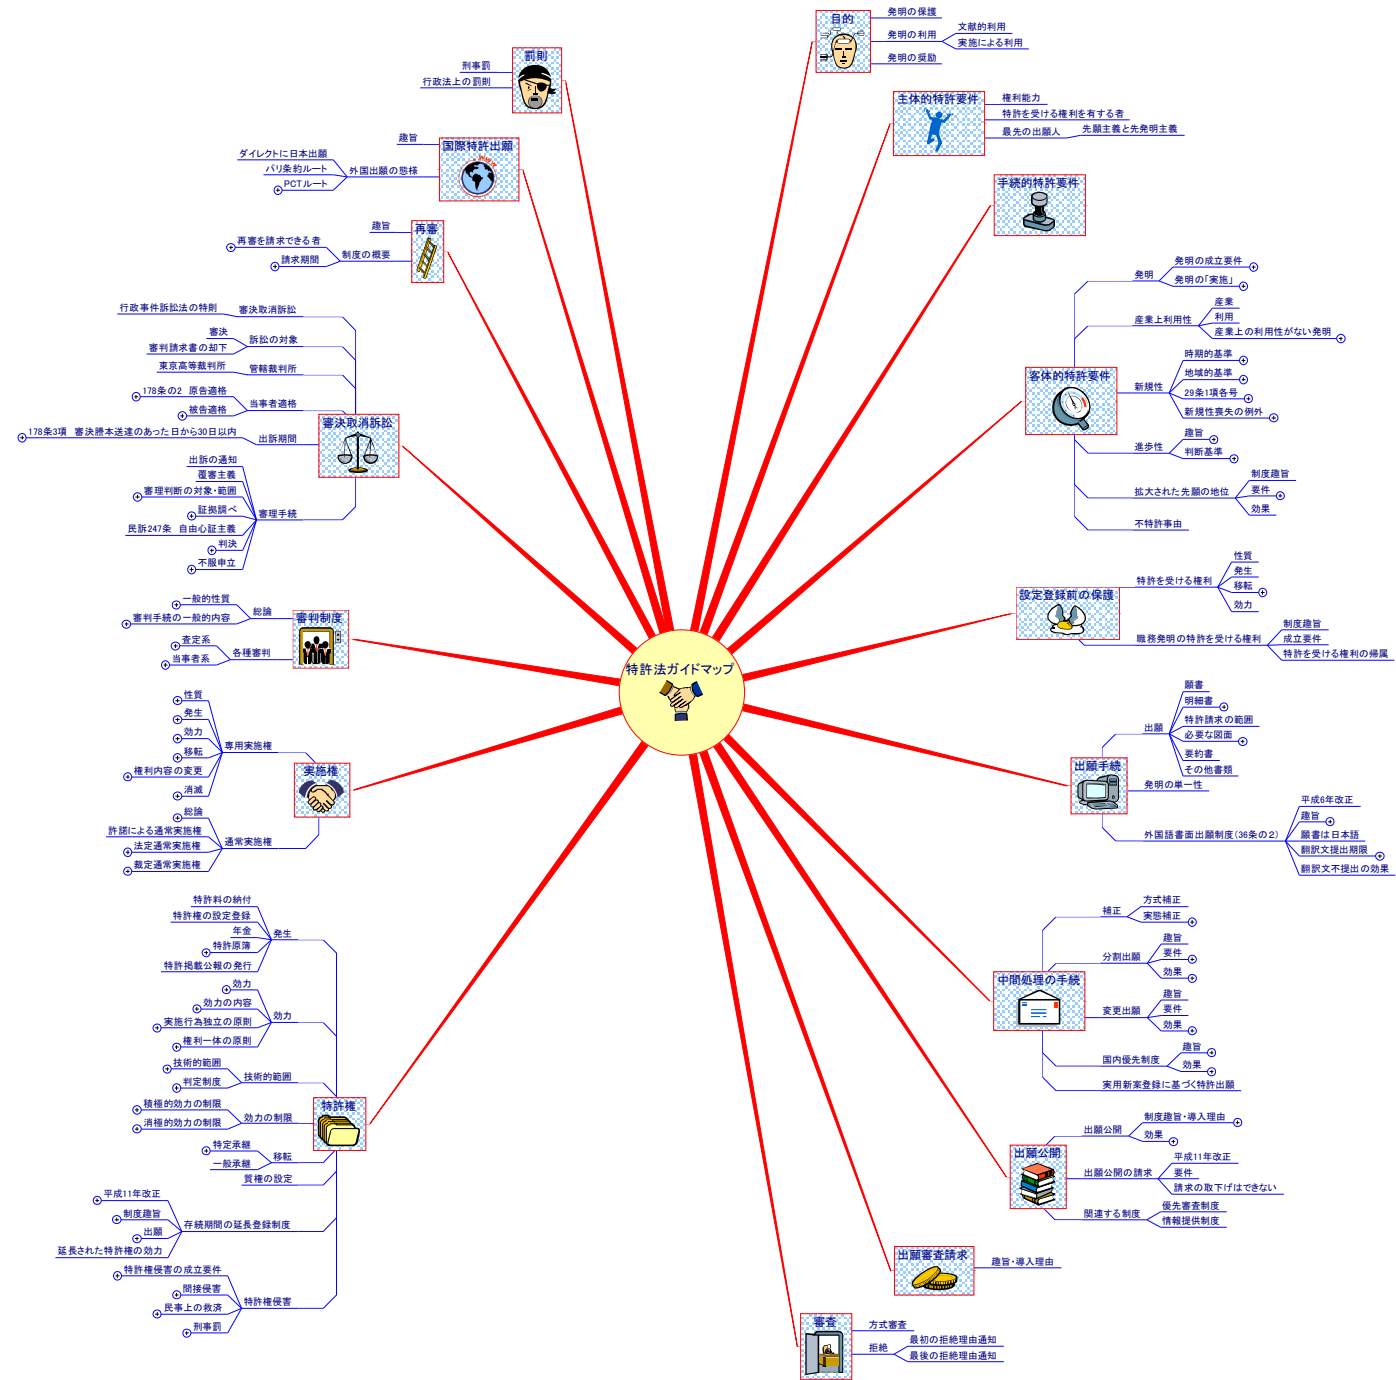 特許法ガイドマップ
目的
発明の保護
発明の利用
文献的利用
実施による利用
発明の奨励
主体的特許要件
権利能力
特許を受ける権利を有する者
最先の出願人
先願主義と先発明主義
手続的特許要件
客体的特許要件
発明
発明の成立要件
発明の「実施」
産業上利用性
産業
利用
産業上の利用性がない発明
新規性
時期的基準
地域的基準
29条1項各号
新規性喪失の例外
進歩性
趣旨
判断基準
拡大された先願の地位
制度趣旨
要件
効果
不特許事由
設定登録前の保護
特許を受ける権利
性質
発生
移転
効力
職務発明の特許を受ける権利
制度趣旨
成立要件
特許を受ける権利の帰属
出願手続
出願
願書
明細書
特許請求の範囲
必要な図面
要約書
その他書類
発明の単一性
外国語書面出願制度(36条の2)
平成6年改正
趣旨
願書は日本語
翻訳文提出期限
翻訳文不提出の効果
中間処理の手続
補正
方式補正
実態補正
分割出願
趣旨
要件
効果
変更出願
趣旨
要件
効果
国内優先制度
趣旨
効果
実用新案登録に基づく特許出願
出願公開
出願公開
制度趣旨・導入理由
効果
出願公開の請求
平成11年改正
要件
請求の取下げはできない
関連する制度
優先審査制度
情報提供制度
出願審査請求
趣旨・導入理由
審査
方式審査
拒絶
最初の拒絶理由通知
最後の拒絶理由通知
罰則
刑事罰
行政法上の罰則
国際特許出願
趣旨
外国出願の態様
ダイレクトに日本出願
パリ条約ルート
PCTルート
再審
趣旨
制度の概要
再審を請求できる者
請求期間
審決取消訴訟
審決取消訴訟
行政事件訴訟法の特則
訴訟の対象
審決
審判請求書の却下
管轄裁判所
東京高等裁判所
当事者適格
178条の2 原告適格
被告適格
出訴期間
178条3項 審決謄本送達のあった日から30日以内
審理手続
出訴の通知
覆審主義
審理判断の対象・範囲
証拠調べ
民訴247条 自由心証主義
判決
不服申立
審判制度
総論
一般的性質
審判手続の一般的内容
各種審判
査定系
当事者系
実施権
専用実施権
性質
発生
効力
移転
権利内容の変更
消滅
通常実施権
総論
許諾による通常実施権
法定通常実施権
裁定通常実施権
特許権
発生
特許料の納付
特許権の設定登録
年金
特許原簿
特許掲載公報の発行
効力
効力
効力の内容
実施行為独立の原則
権利一体の原則
技術的範囲
技術的範囲
判定制度
効力の制限
積極的効力の制限
消極的効力の制限
移転
特定承継
一般承継
質権の設定
存続期間の延長登録制度
平成11年改正
制度趣旨
出願
延長された特許権の効力
特許権侵害
特許権侵害の成立要件
間接侵害
民事上の救済
刑事罰